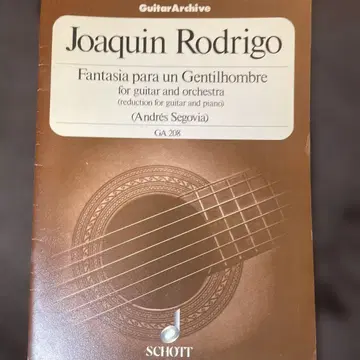 GuitarArchive
Joaquin Rodrigo
Fantasia para un Gentilhombre
for guitar and orchestra
(reduction for guitar and piano)
(Andrés Segovia)
GA 208
SCHOTT